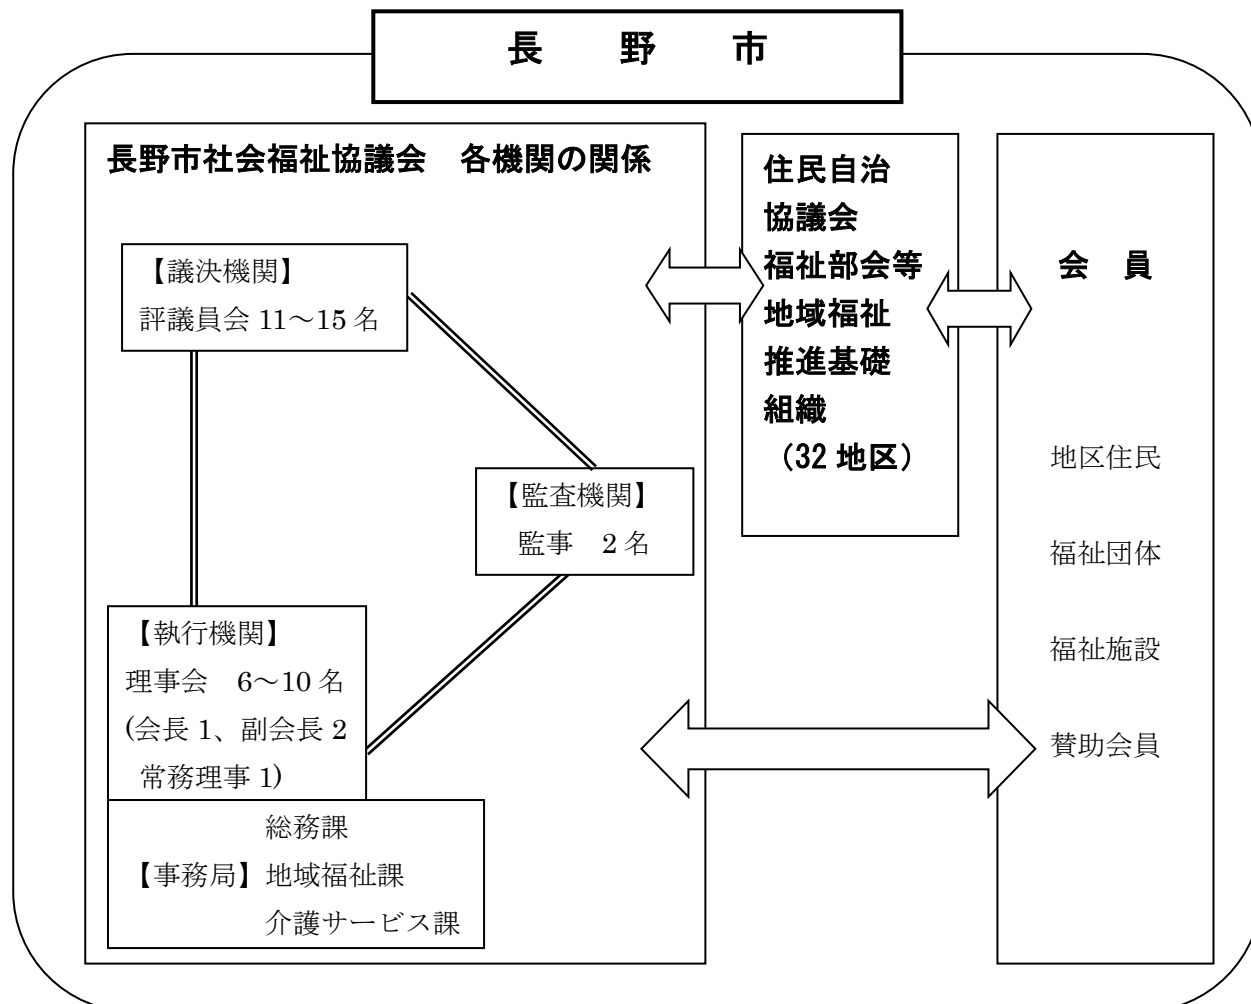 長　野　市
長野市社会福祉協議会　各機関の関係
【議決機関】
評議員会 11～15 名
【監査機関】
監事　2 名
【執行機関】
理事会　6～10 名
(会長 1、副会長 2
常務理事 1)
総務課
【事務局】地域福祉課
介護サービス課
住民自治
協議会
福祉部会等
地域福祉
推進基礎
組織
（32 地区）
会　員
地区住民
福祉団体
福祉施設
賛助会員